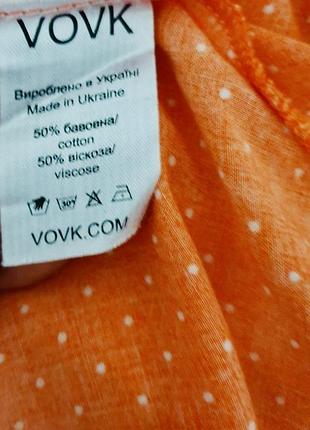 VOVK
Вироблено в Україні
Made in Ukraine
50% бавовна/
cotton
50% віскоза/
viscose
30°
VOVK.COM